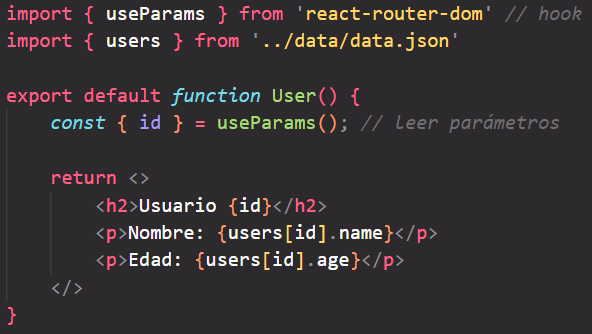 import { useParams } from 'react-router-dom' // hook
import { users } from '../data/data.json'

export default function User() {
    const { id } = useParams(); // leer parámetros

    return <>
        <h2>Usuario {id}</h2>
        <p>Nombre: {users[id].name}</p>
        <p>Edad: {users[id].age}</p>
    </>
}